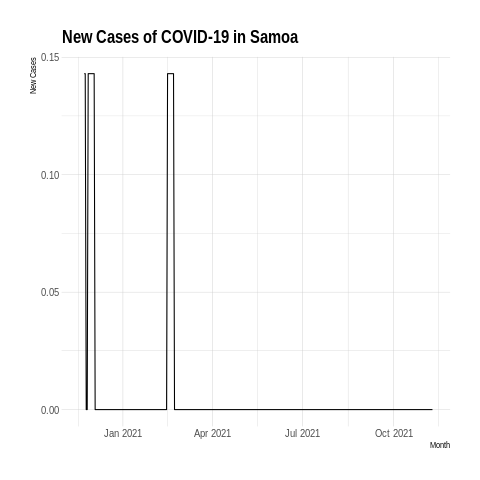 New Cases of COVID-19 in Samoa
New Cases
0.15
0.10
0.05
0.00
Jan 2021 Apr 2021 Jul 2021 Oct 2021
Month